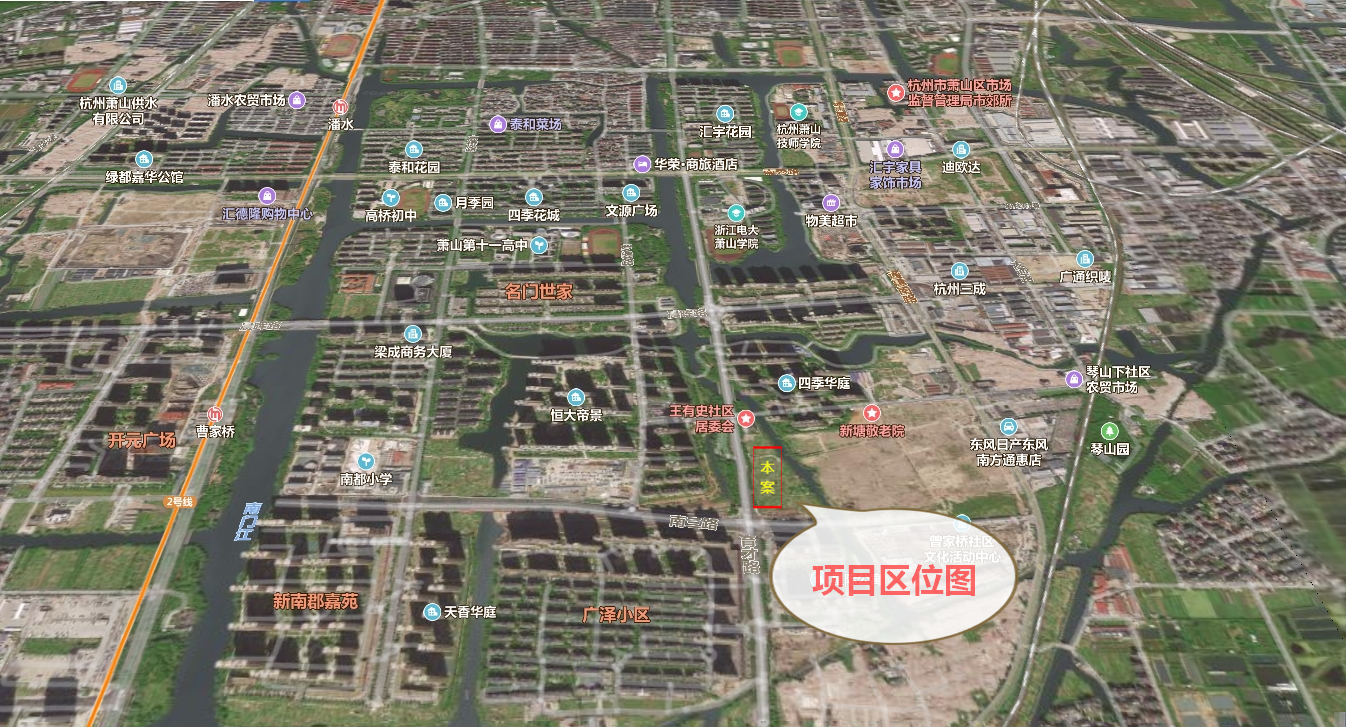 杭州市萧山区市场
监督管理局市郊所
杭州萧山供水
有限公司
潘水农贸市场
潘水
泰和菜场
汇宇花园
杭州萧山
技师学院
绿都嘉华公馆
泰和花园
华荣·商旅酒店
汇宇家具
家饰市场
迪欧达
汇德隆购物中心
高桥初中
月季园
四季花城
文源广场
物美超市
浙江电大
萧山学院
萧山第十一高中
名门世家
杭州三成
广通织陵
梁成商务大厦
恒大帝景
四季华庭
琴山下社区
农贸市场
王有史社区
居委会
新塘敬老院
曹家桥
开元广场
东风日产东风
南方通惠店
琴山园
南都小学
本
案
2号线
南门江
南三路
曾家桥社区
文化活动中心
项目区位图
新南郡嘉苑
天香华庭
广泽小区